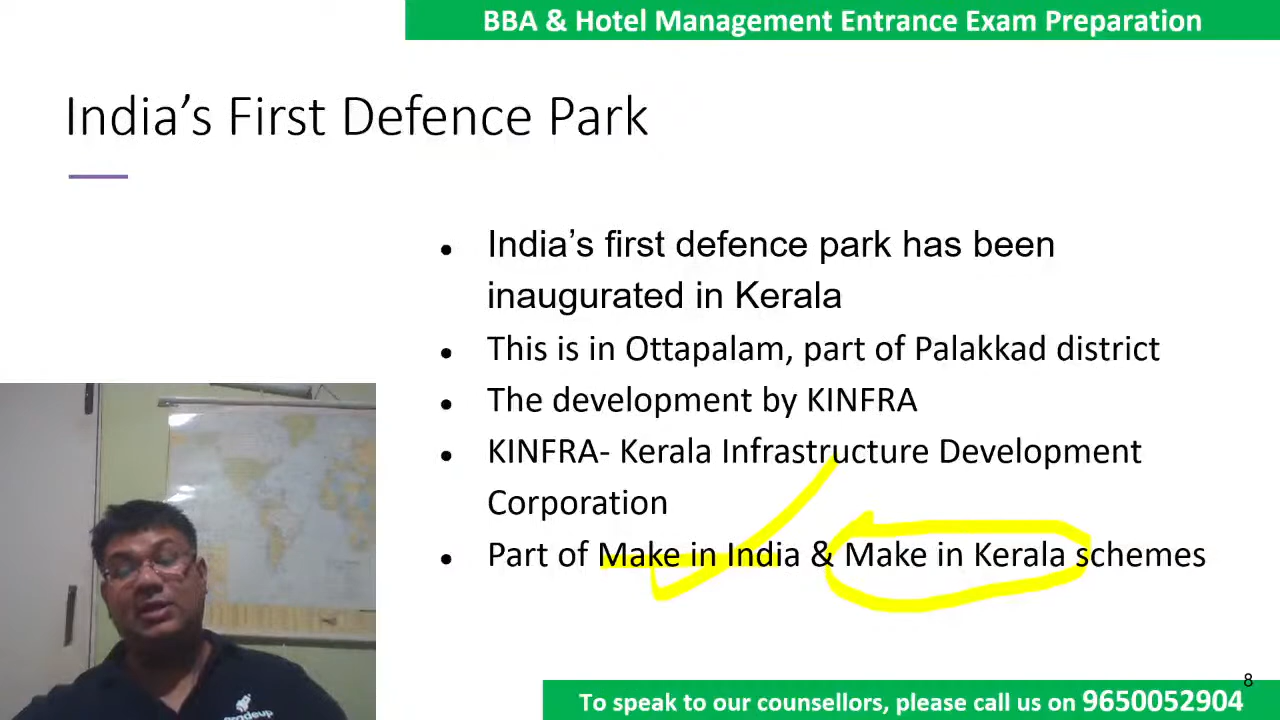 BBA & Hotel Management Entrance Exam Preparation
India's First Defence Park
• India's first defence park has been
inaugurated in Kerala
• This is in Ottapalam, part of Palakkad district
• The development by KINFRA
• KINFRA- Kerala Infrastructure Development
Corporation
• Part of Make in India & Make in Kerala schemes
gradeup
8
To speak to our counsellors, please call us on 9650052904